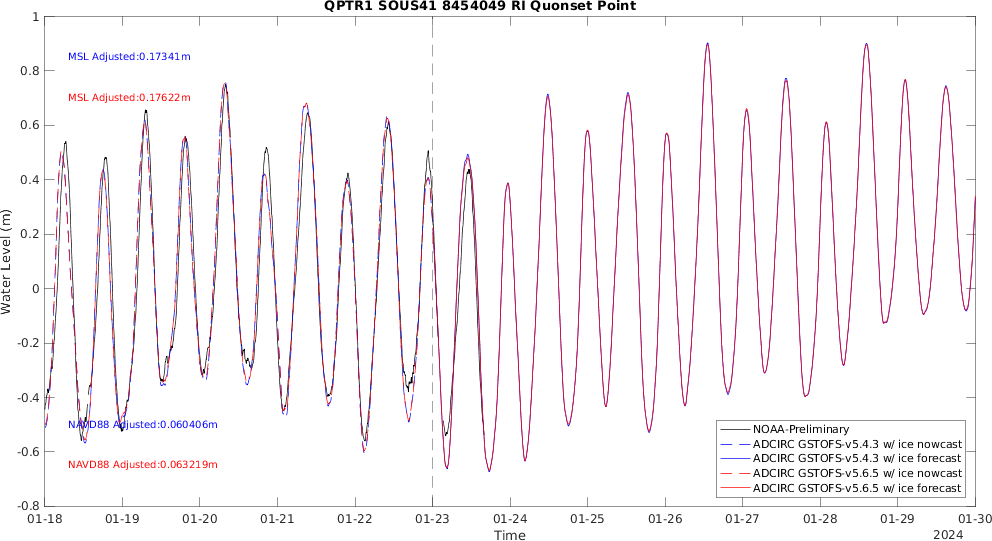 QPTR1 SOUS41 8454049 RI Quonset Point
1
0.8
0.6
0.4
0.2
0
-0.2
-0.4
-0.6
-0.8
Water Level (m)
MSL Adjusted:0.17341m
MSL Adjusted:0.17622m
NAVD88 Adjusted:0.060406m
NAVD88 Adjusted:0.063219m
NOAA-Preliminary
ADCIRC GSTOFS-v5.4.3 w/ ice nowcast
ADCIRC GSTOFS-v5.4.3 w/ ice forecast
ADCIRC GSTOFS-v5.6.5 w/ ice nowcast
ADCIRC GSTOFS-v5.6.5 w/ ice forecast
01-18 01-19 01-20 01-21 01-22 01-23 01-24 01-25 01-26 01-27 01-28 01-29 01-30
Time
2024